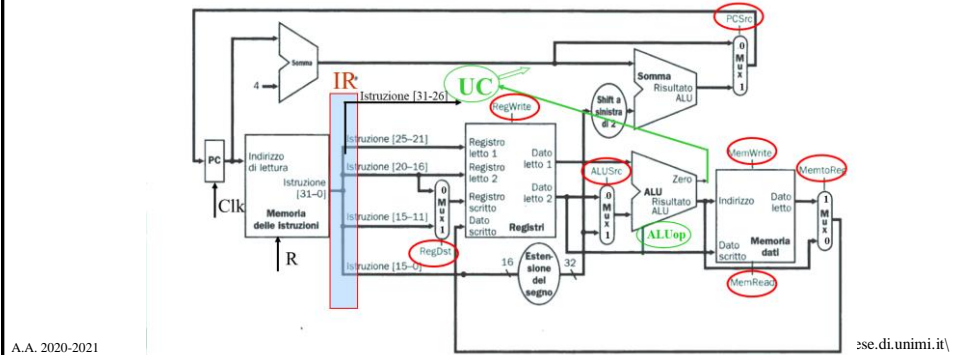 PCSrc
0
M
u
x
1
Somma
4
IR
UC
Istruzione [31-26]
Somma
Risultato
ALU
Shift a
sinistra
di 2
RegWrite
PC
Indirizzo
di lettura
Istruzione
[31–0]
Memoria
delle istruzioni
Clk
R
Istruzione [25–21]
Istruzione [20–16]
Istruzione [15–11]
Istruzione [15–0]
0
Mux
1
RegDst
Registro
letto 1
Registro
letto 2
Registro
scritto
Dato
scritto
Dato
letto 1
Dato
letto 2
Registri
16
Esten-
sione
del
segno
32
ALUSrc
0
M
u
x
1
Zero
ALU
Risultato
ALU
ALUop
MemWrite
Indirizzo
Dato
letto
Dato
scritto
Memoria
dati
MemRead
MemtoReg
1
M
u
x
0
A.A. 2020-2021
ese.di.unimi.it\